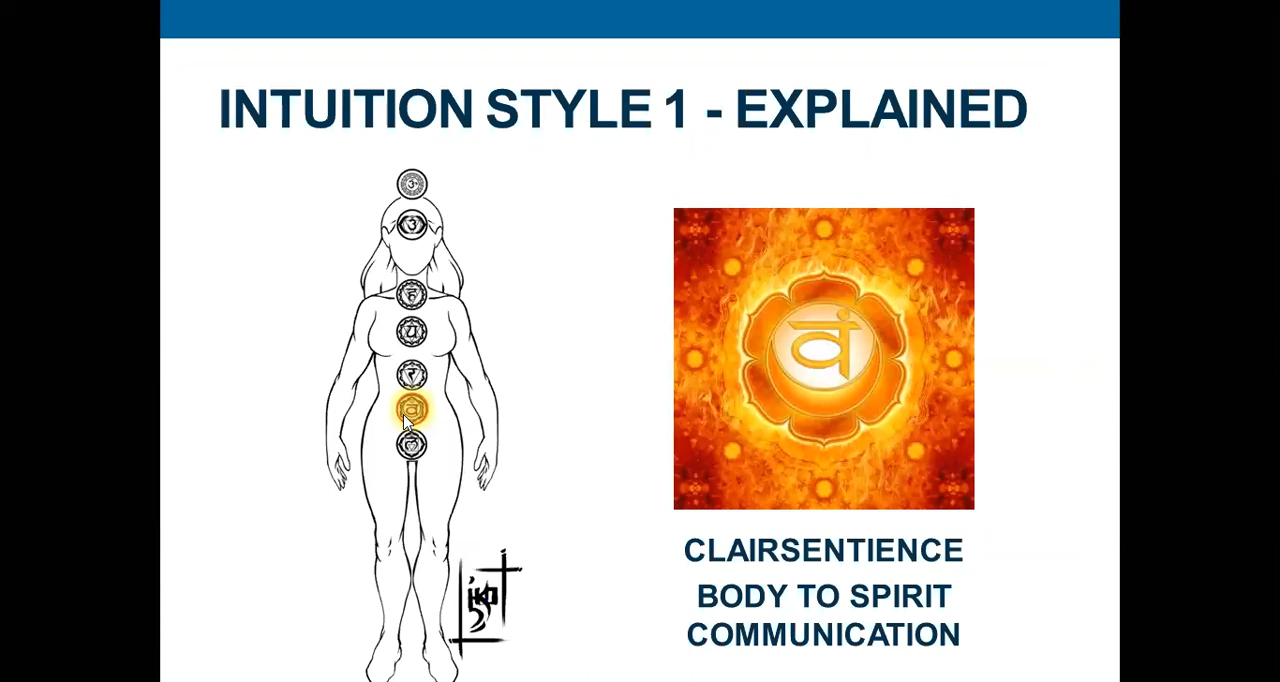 INTUITION STYLE 1 - EXPLAINED
ॐ
ॐ
हं
यं
रं
वं
वं
CLAIRSENTIENCE
BODY TO SPIRIT
COMMUNICATION